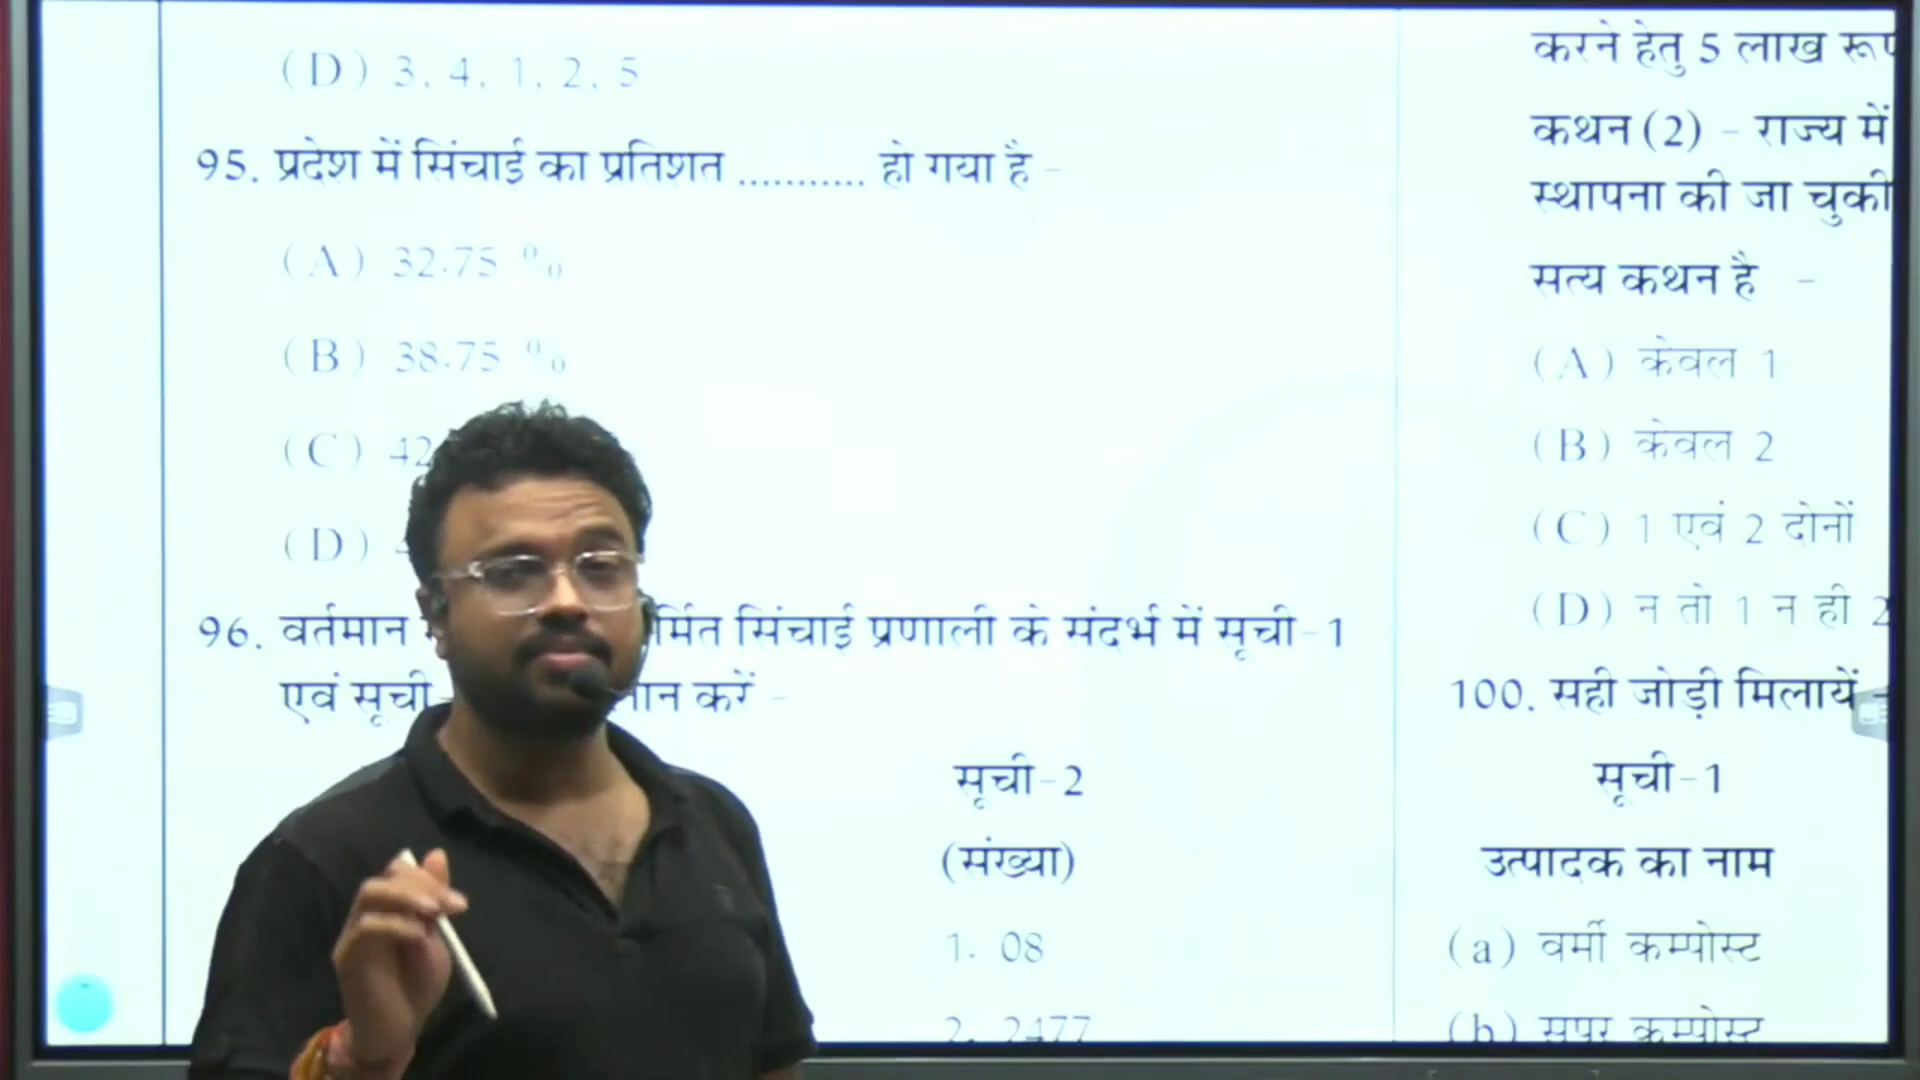 (D) 3, 4, 1, 2, 5
95. प्रदेश में सिंचाई का प्रतिशत ........... हो गया है -
(A) 32.75 %
(B) 38.75 %
(C) 42
(D)
96. वर्तमान र्मित सिंचाई प्रणाली के संदर्भ में सूची-1
एवं सूची- करें -
सूची-2
(संख्या)
1. 08
2. 2477
करने हेतु 5 लाख
कथन (2) - राज्य में
स्थापना की जा चुकी
सत्य कथन है -
(A) केवल 1
(B) केवल 2
(C) 1 एवं 2 दोनों
(D) न तो 1 न ही 2
100. सही जोड़ी मिलायें -
सूची-1
उत्पादक का नाम
(a) वर्मी कम्पोस्ट
(b) सुपर कम्पोस्ट